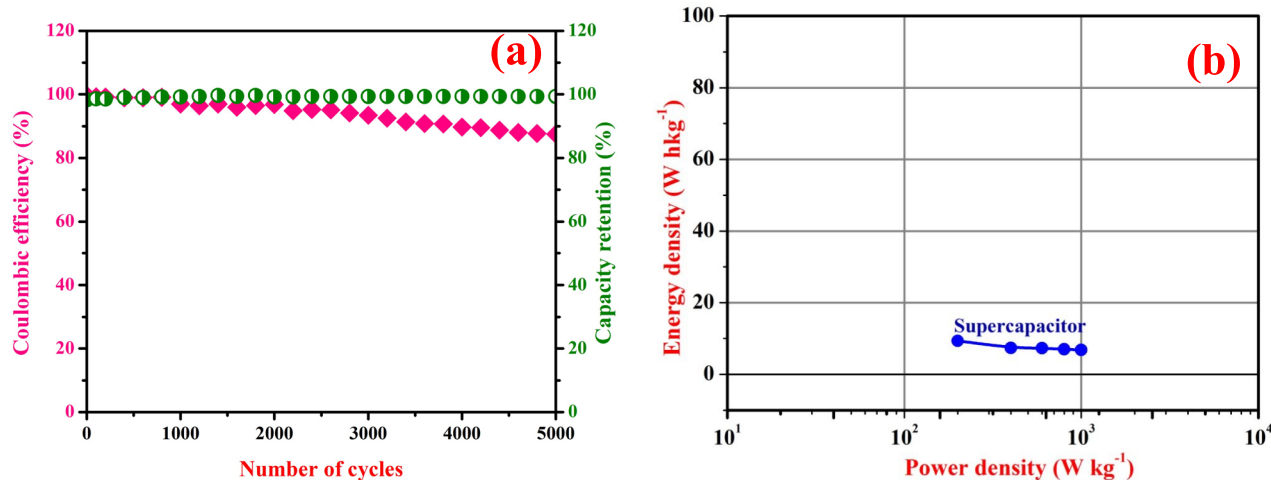 (a)
Coulombic efficiency (%)
120
100
80
60
40
20
0
0 1000 2000 3000 4000 5000
Number of cycles
120
100
80
60
40
20
0
Capacity retention (%)
(b)
Energy density (W hkg⁻¹)
100
80
60
40
20
0
Supercapacitor
10¹ 10² 10³ 10⁴
Power density (W kg⁻¹)